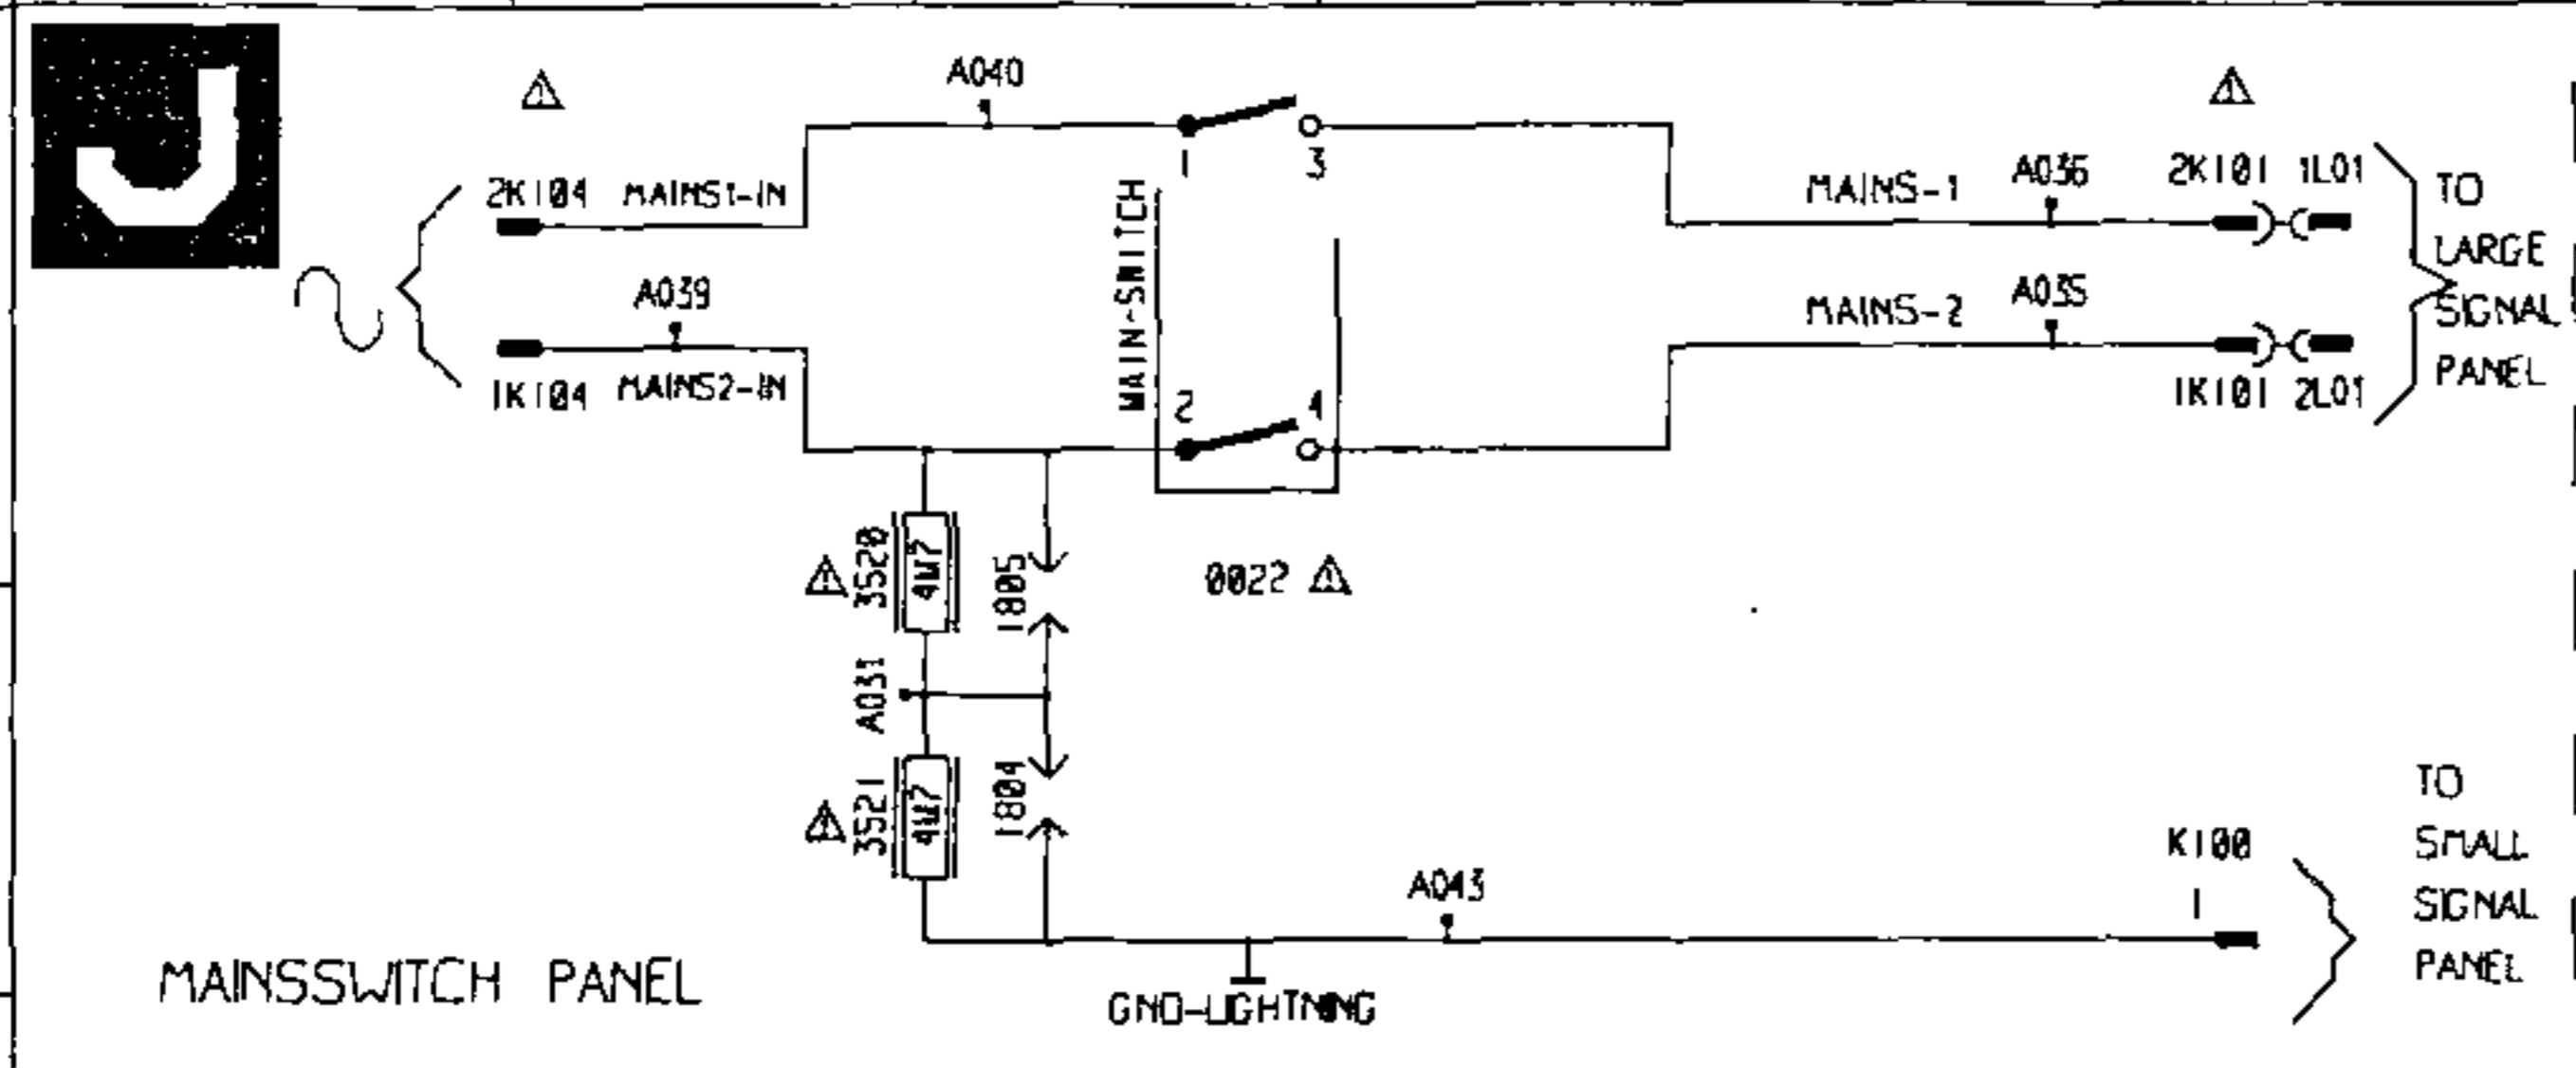 J
A040
2K104 MAINS1-IN
1 3
MAINS-1 A036 2K101 1L01
TO
LARGE
SIGNAL
PANEL
A039
MAIN-SWITCH
MAINS-2 A035
1K104 MAINS2-IN
2 4
1K101 2L01
3520 4M7 1805
0022
A031
3521 4M7 1804
TO
SMALL
SIGNAL
PANEL
K100
1
A043
MAINSSWITCH PANEL
GND-LIGHTNING